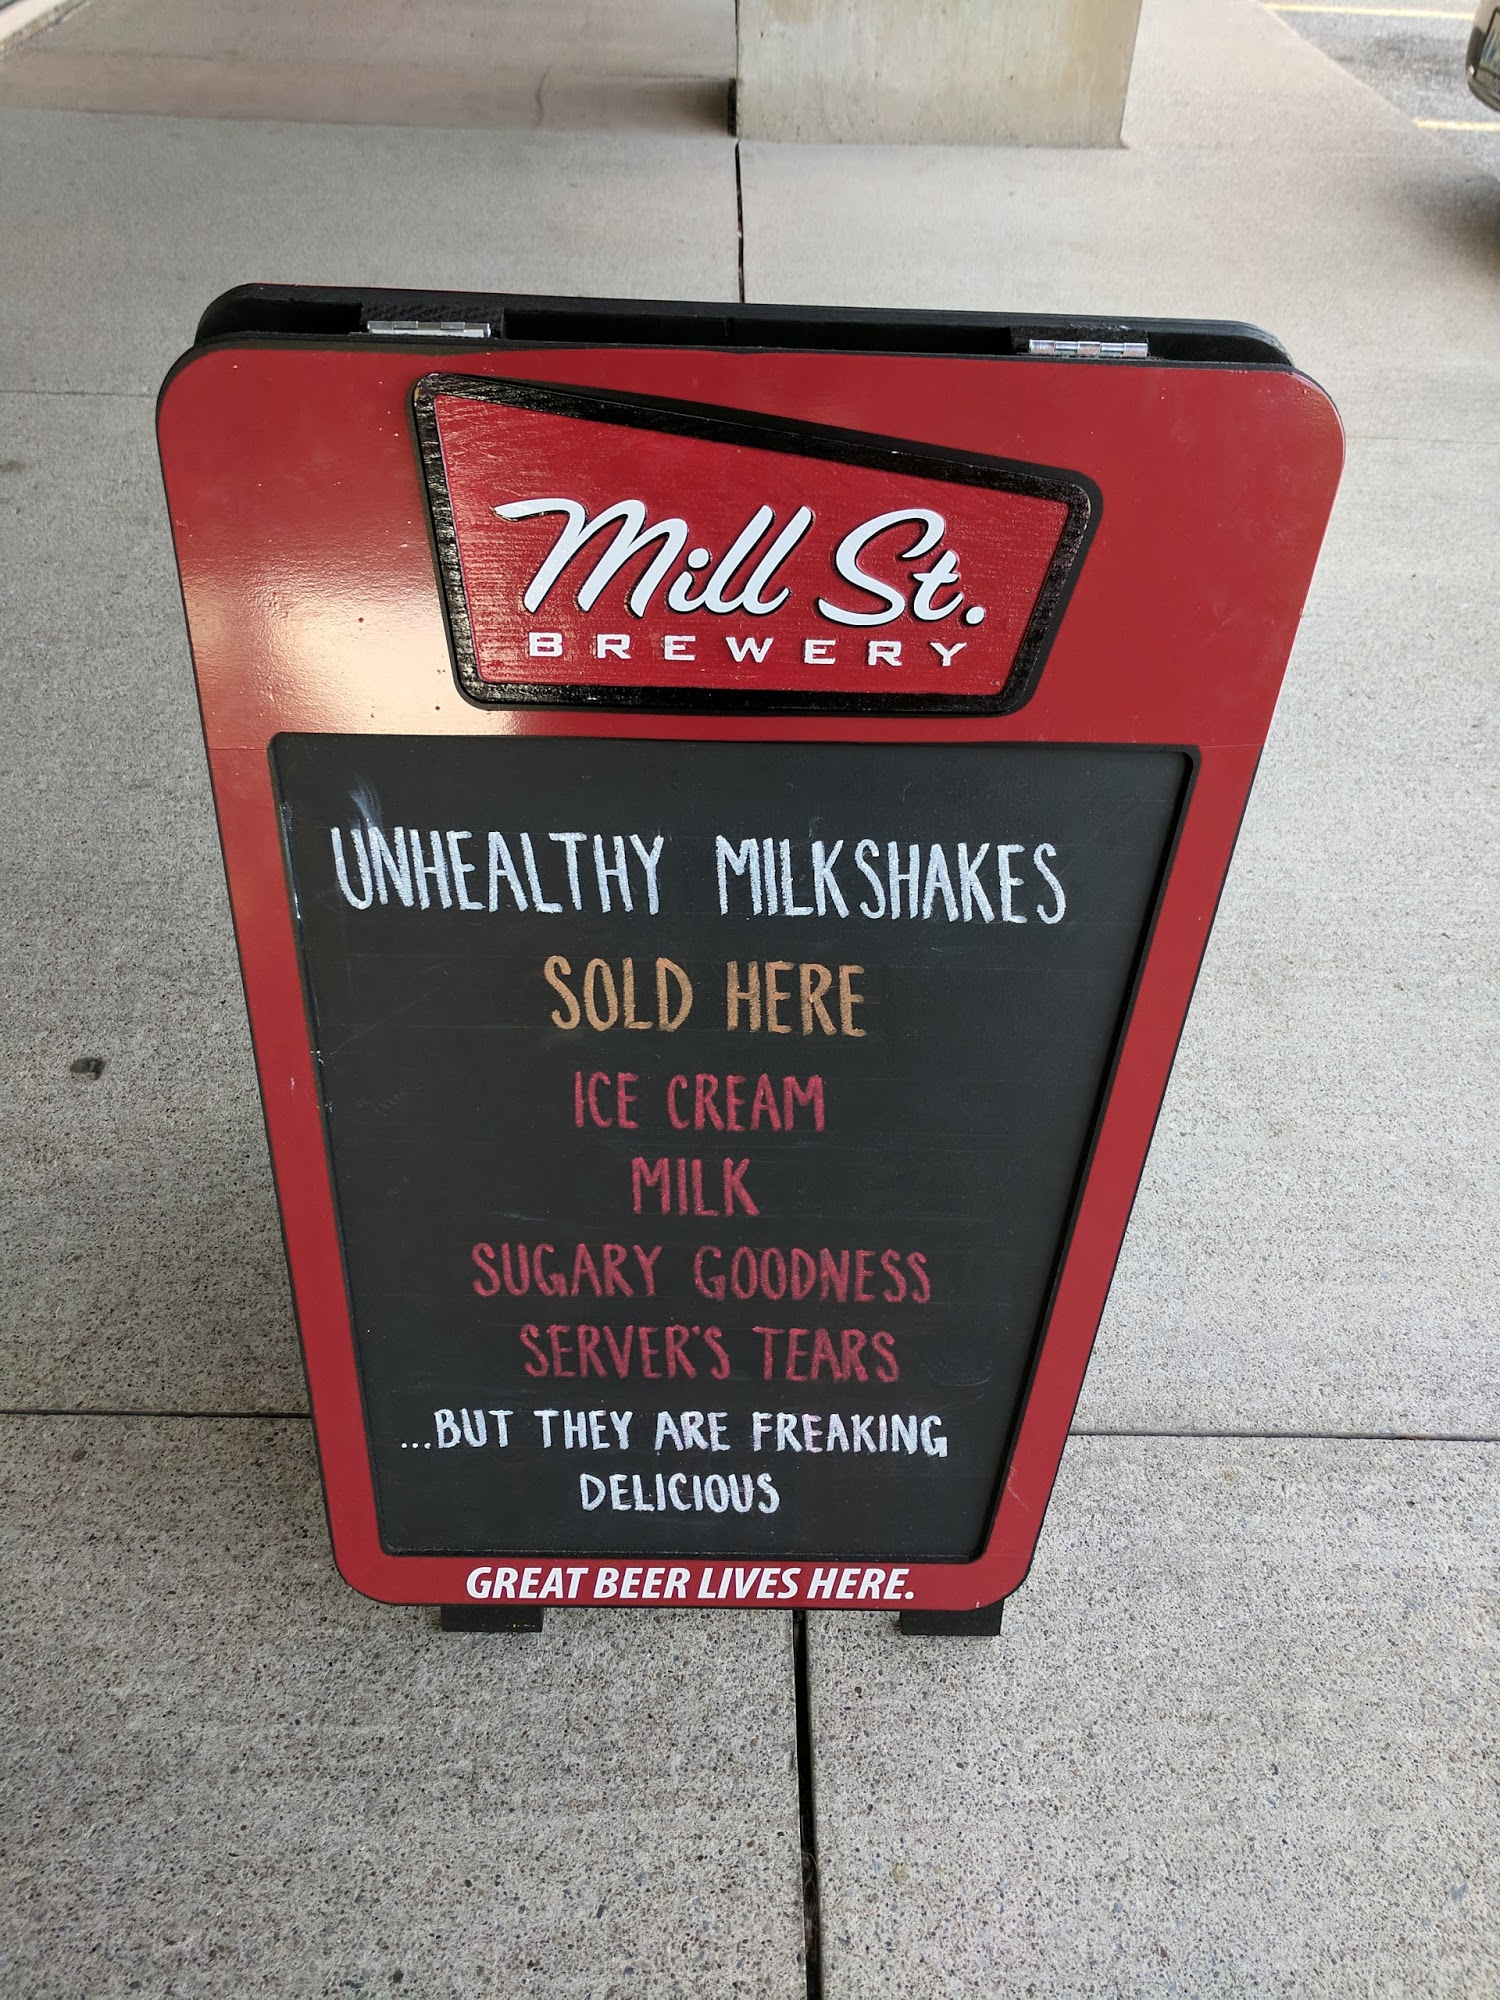 Mill St.
BREWERY
UNHEALTHY MILKSHAKES
SOLD HERE
ICE CREAM
MILK
SUGARY GOODNESS
SERVER'S TEARS
...BUT THEY ARE FREAKING
DELICIOUS
GREAT BEER LIVES HERE.